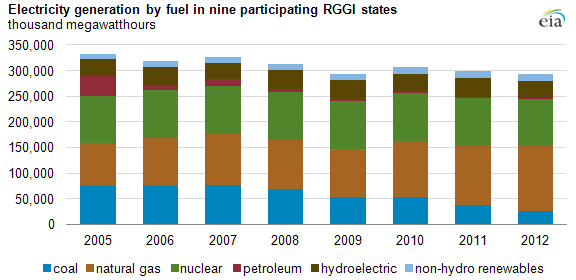 Electricity generation by fuel in nine participating RGGI states
thousand megawatthours
eia
350,000
300,000
250,000
200,000
150,000
100,000
50,000
0
2005 2006 2007 2008 2009 2010 2011 2012
coal natural gas nuclear petroleum hydroelectric non-hydro renewables